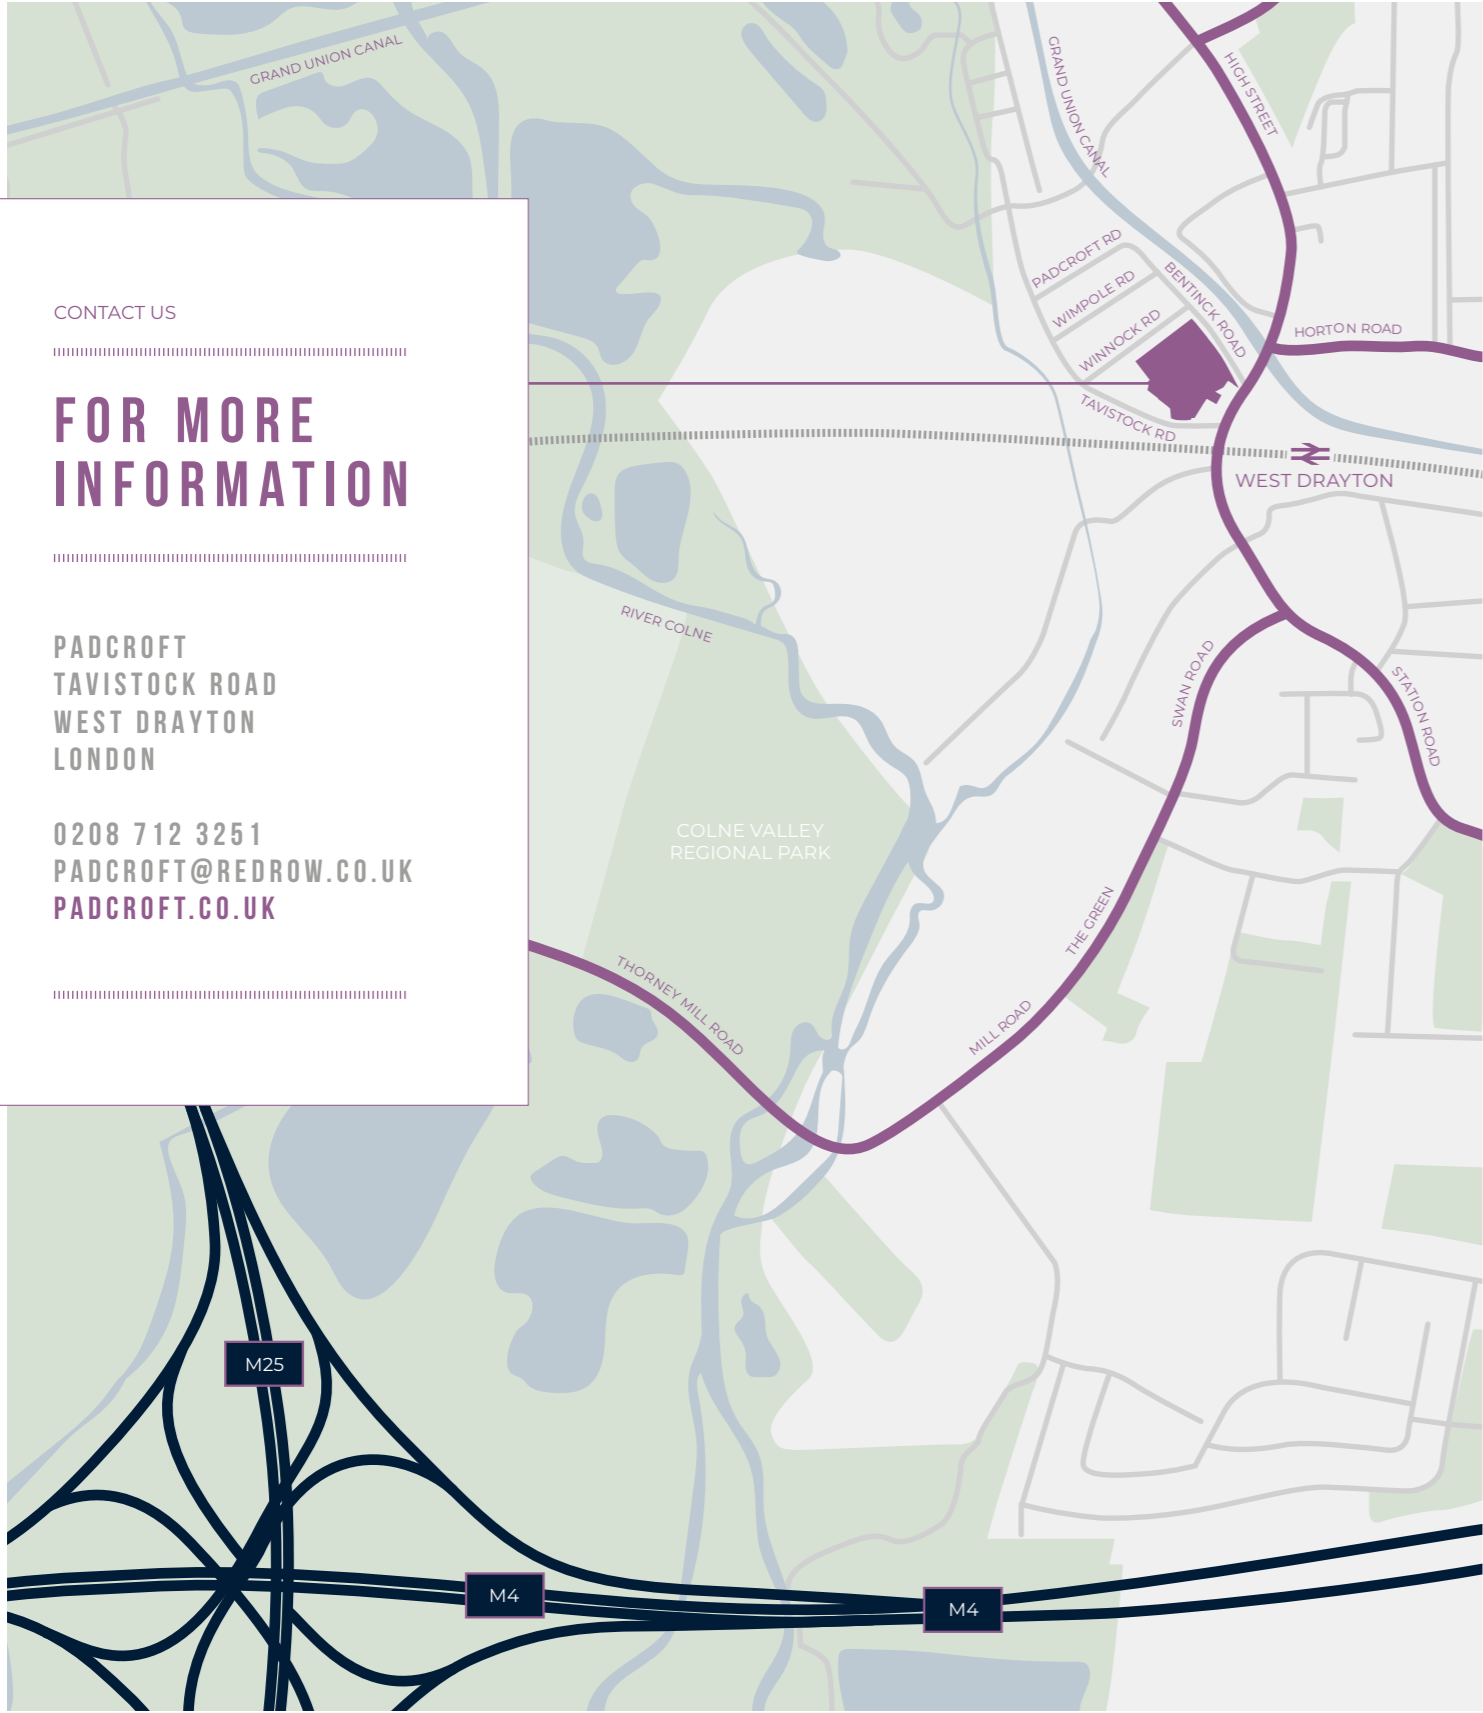 GRAND UNION CANAL
GRAND UNION CANAL
HIGH STREET
PADCROFT RD
WIMPOLE RD
WINNOCK RD
BENTINCK ROAD
HORTON ROAD
TAVISTOCK RD
WEST DRAYTON
CONTACT US
FOR MORE
INFORMATION
PADCROFT
TAVISTOCK ROAD
WEST DRAYTON
LONDON
0208 712 3251
PADCROFT@REDROW.CO.UK
PADCROFT.CO.UK
RIVER COLNE
SWAN ROAD
STATION ROAD
COLNE VALLEY
REGIONAL PARK
THE GREEN
THORNEY MILL ROAD
MILL ROAD
M25
M4
M4